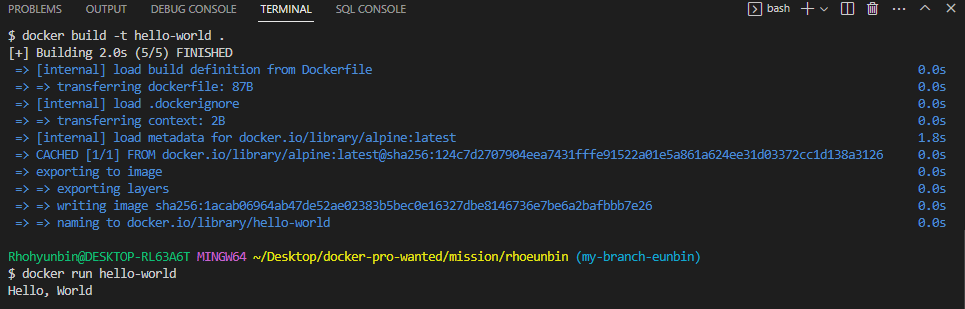 PROBLEMS OUTPUT DEBUG CONSOLE TERMINAL SQL CONSOLE bash
$ docker build -t hello-world .
[+] Building 2.0s (5/5) FINISHED
=> [internal] load build definition from Dockerfile 0.0s
=> => transferring dockerfile: 87B 0.0s
=> [internal] load .dockerignore 0.0s
=> => transferring context: 2B 0.0s
=> [internal] load metadata for docker.io/library/alpine:latest 1.8s
=> CACHED [1/1] FROM docker.io/library/alpine:latest@sha256:124c7d2707904eea7431fffe91522a01e5a861a624ee31d03372cc1d138a3126 0.0s
=> exporting to image 0.0s
=> => exporting layers 0.0s
=> => writing image sha256:1acab06964ab47de52ae02383b5bec0e16327dbe8146736e7be6a2bafbbb7e26 0.0s
=> => naming to docker.io/library/hello-world 0.0s
Rhohyunbin@DESKTOP-RL63A6T MINGW64 ~/Desktop/docker-pro-wanted/mission/rhoeunbin (my-branch-eunbin)
$ docker run hello-world
Hello, World